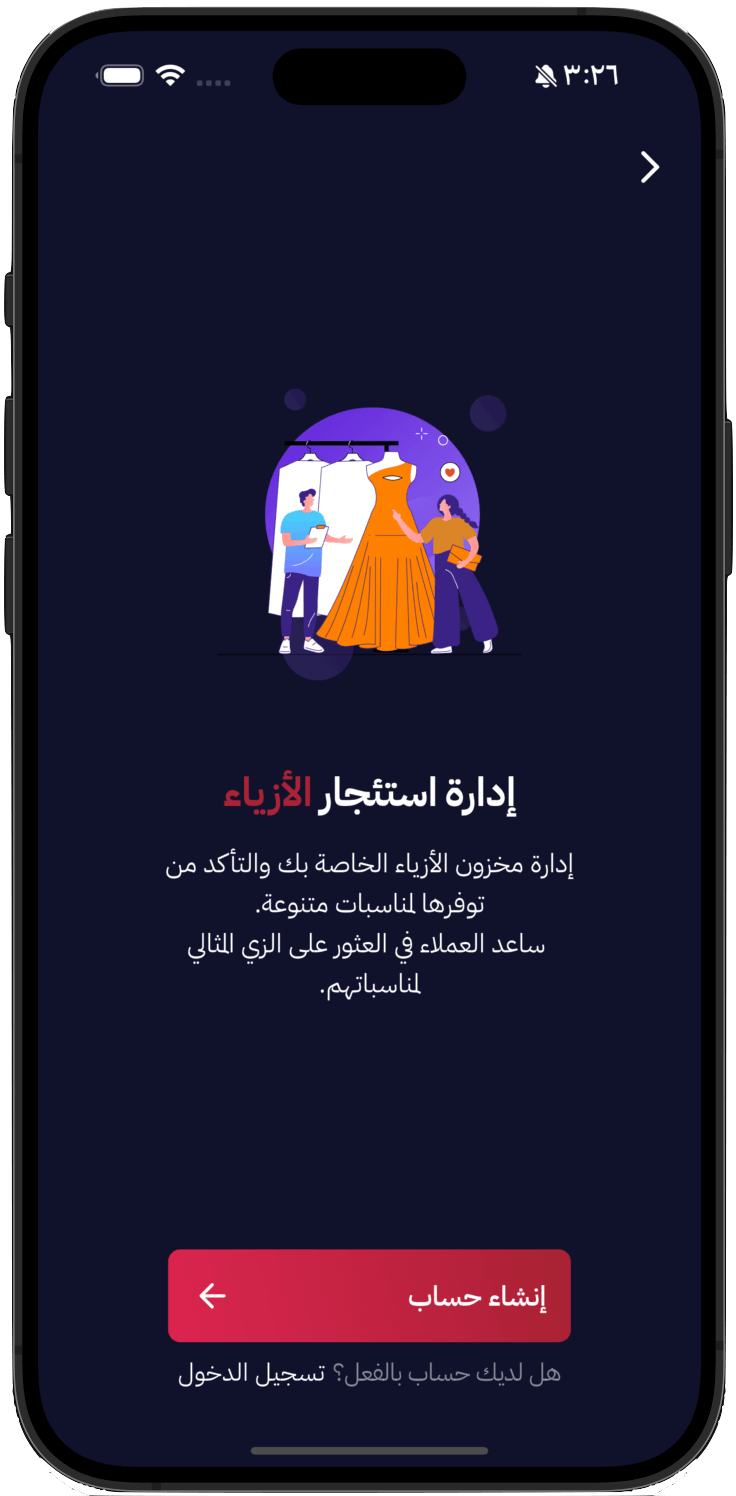 ٣:٢٦
إدارة استئجار الأزياء
إدارة مخزون الأزياء الخاصة بك والتأكد من
توفرها لمناسبات متنوعة.
ساعد العملاء في العثور على الزي المثالي
لمناسباتهم.
إنشاء حساب
هل لديك حساب بالفعل؟ تسجيل الدخول